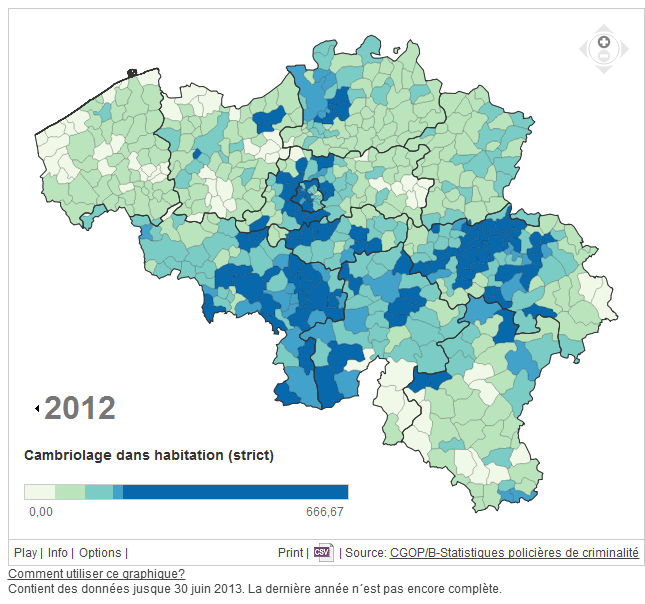 2012
Cambriolage dans habitation (strict)
0,00 666,67
Play | Info | Options | Print | CSV | Source: CGOP/B-Statistiques policières de criminalité
Comment utiliser ce graphique?
Contient des données jusque 30 juin 2013. La dernière année n´est pas encore complète.